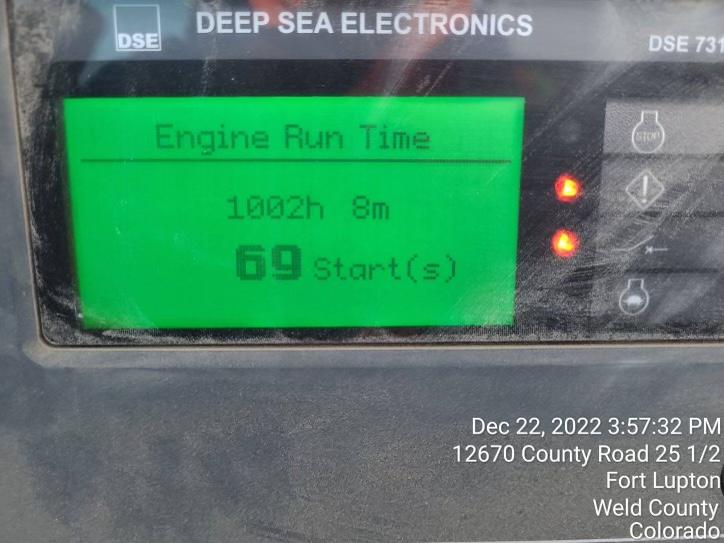 DSE
DEEP SEA ELECTRONICS
DSE 731
Engine Run Time
1002h 8m
69 Start(s)
STOP
Dec 22, 2022 3:57:32 PM
12670 County Road 25 1/2
Fort Lupton
Weld County
Colorado